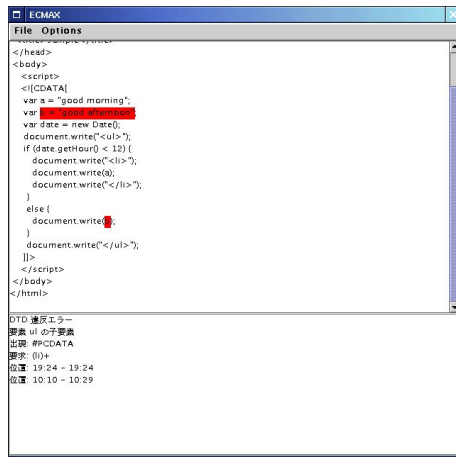 ECMAX
File Options
<title>sample</title>
</head>
<body>
<script>
<![CDATA[
var a = "good morning";
var b = "good afternoon";
var date = new Date();
document.write("<ul>");
if (date.getHour() < 12) {
document.write("<li>");
document.write(a);
document.write("</li>");
}
else {
document.write(b);
}
document.write("</ul>");
]]>
</script>
</body>
</html>
DTD 違反エラー
要素 ul の子要素
出現: #PCDATA
要求: (li)+
位置: 19:24 - 19:24
位置: 10:10 - 10:29